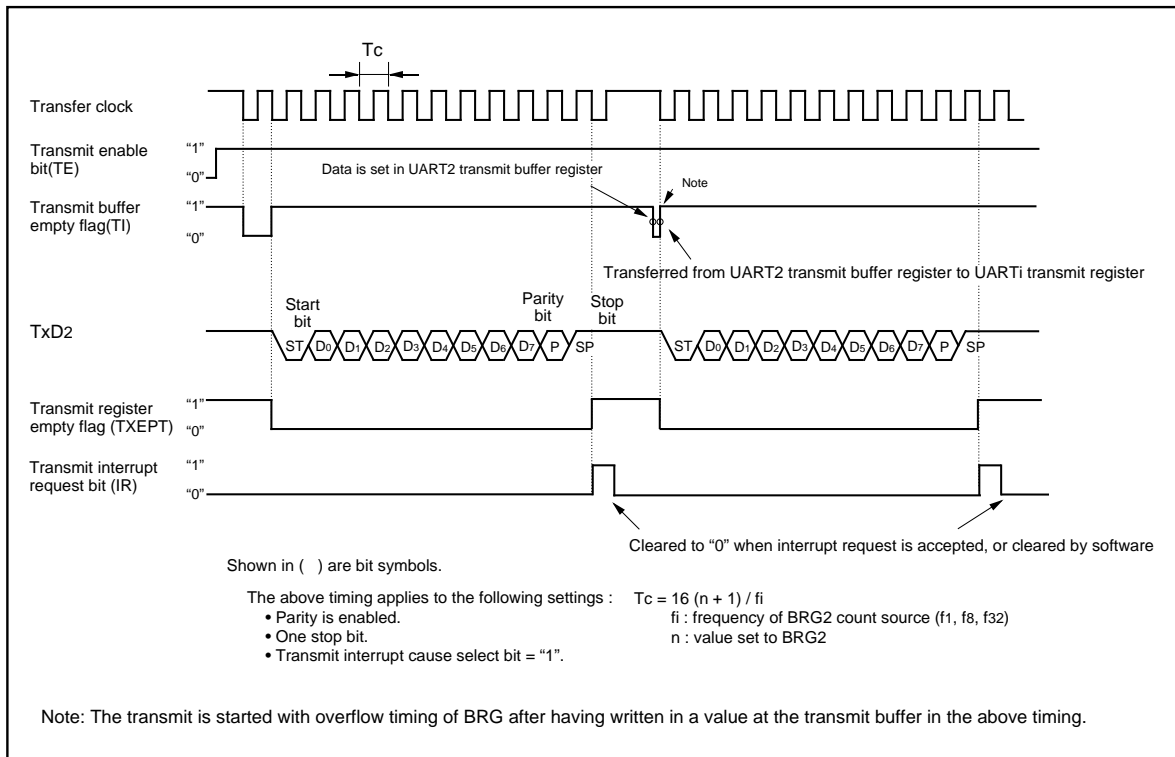 Tc
Transfer clock
Transmit enable
bit(TE)
“1”
“0”
Data is set in UART2 transmit buffer register
Note
Transmit buffer
empty flag(TI)
“1”
“0”
Transferred from UART2 transmit buffer register to UARTi transmit register
Start
bit
Parity
bit
Stop
bit
TxD2
ST D0 D1 D2 D3 D4 D5 D6 D7 P SP
ST D0 D1 D2 D3 D4 D5 D6 D7 P SP
Transmit register
empty flag (TXEPT)
“1”
“0”
Transmit interrupt
request bit (IR)
“1”
“0”
Cleared to “0” when interrupt request is accepted, or cleared by software
Shown in ( ) are bit symbols.
The above timing applies to the following settings :
• Parity is enabled.
• One stop bit.
• Transmit interrupt cause select bit = “1”.
Tc = 16 (n + 1) / fi
fi : frequency of BRG2 count source (f1, f8, f32)
n : value set to BRG2
Note: The transmit is started with overflow timing of BRG after having written in a value at the transmit buffer in the above timing.